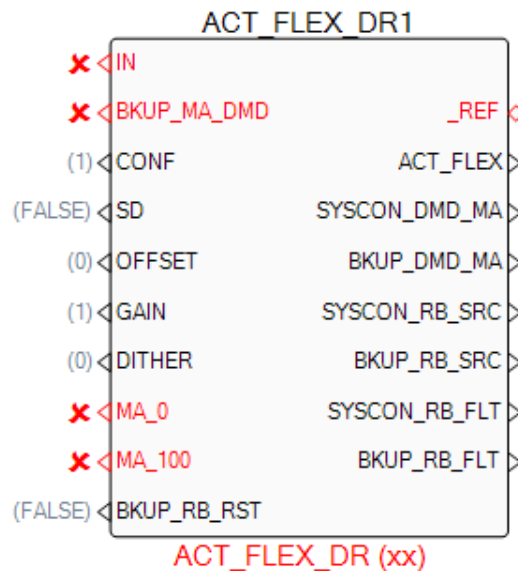 ACT_FLEX_DR1
IN
BKUP_MA_DMD _REF
(1) CONF ACT_FLEX
(FALSE) SD SYSCON_DMD_MA
(0) OFFSET BKUP_DMD_MA
(1) GAIN SYSCON_RB_SRC
(0) DITHER BKUP_RB_SRC
MA_0 SYSCON_RB_FLT
MA_100 BKUP_RB_FLT
(FALSE) BKUP_RB_RST
ACT_FLEX_DR (xx)